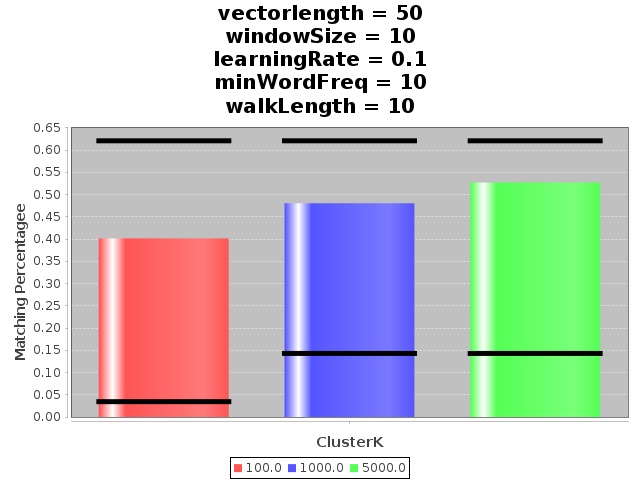 vectorlength = 50
windowSize = 10
learningRate = 0.1
minWordFreq = 10
walkLength = 10
0.65
0.60
0.55
0.50
0.45
0.40
0.35
0.30
0.25
0.20
0.15
0.10
0.05
0.00
Matching Percentagee
ClusterK
100.0 1000.0 5000.0